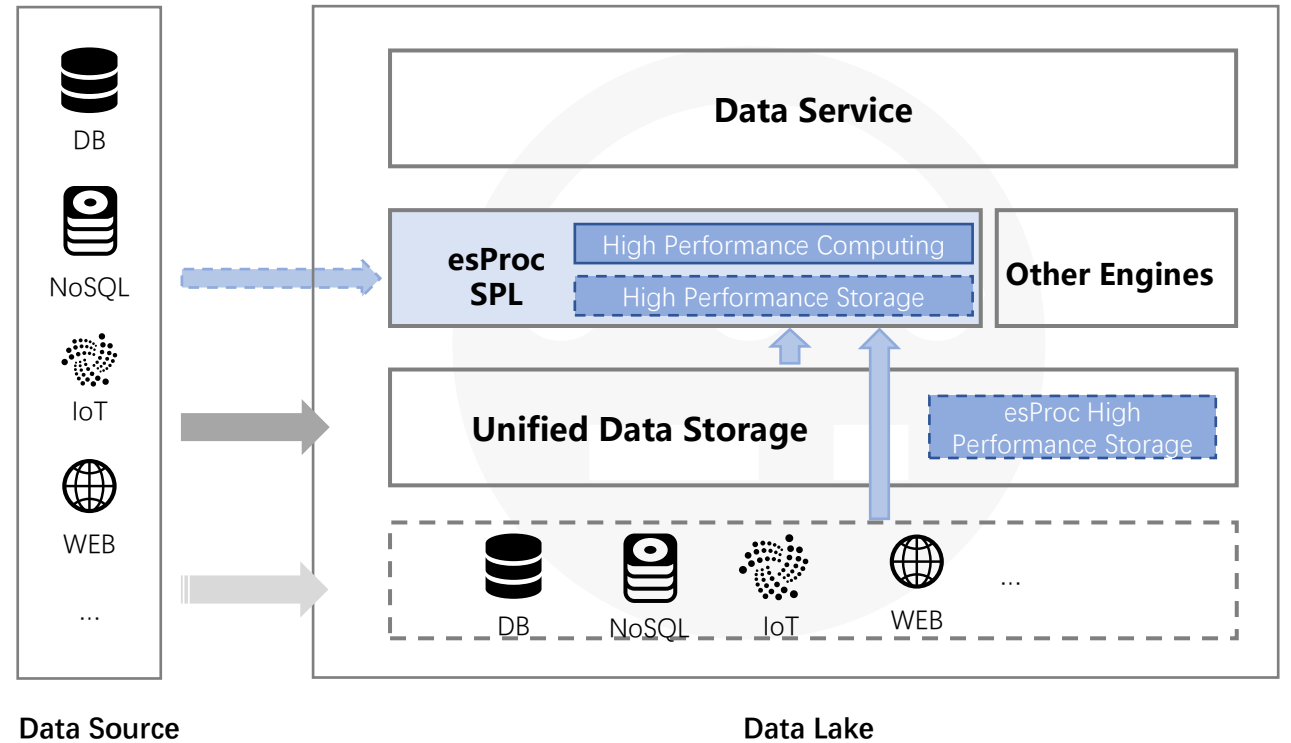 DB
NoSQL
IoT
WEB
...
Data Source
Data Service
esProc
SPL
High Performance Computing
High Performance Storage
Other Engines
Unified Data Storage
esProc High
Performance Storage
DB
NoSQL
IoT
WEB
...
Data Lake